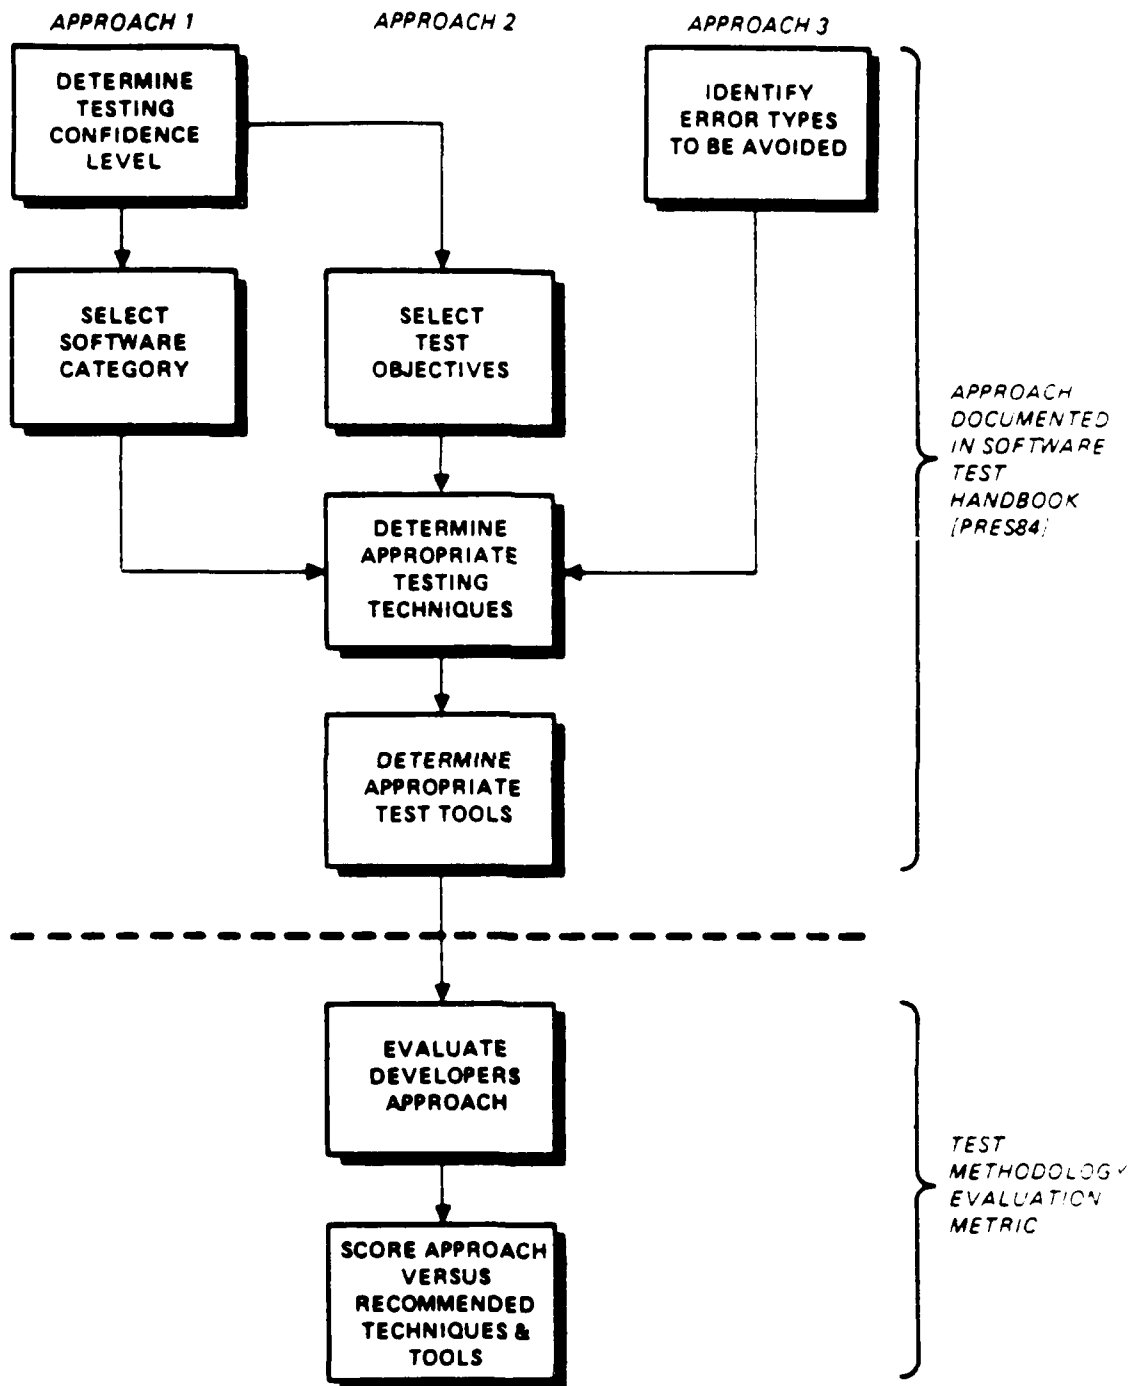 APPROACH 1
APPROACH 2
APPROACH 3
DETERMINE
TESTING
CONFIDENCE
LEVEL
IDENTIFY
ERROR TYPES
TO BE AVOIDED
SELECT
SOFTWARE
CATEGORY
SELECT
TEST
OBJECTIVES
APPROACH
DOCUMENTED
IN SOFTWARE
TEST
HANDBOOK
[PRES84]
DETERMINE
APPROPRIATE
TESTING
TECHNIQUES
DETERMINE
APPROPRIATE
TEST TOOLS
EVALUATE
DEVELOPERS
APPROACH
TEST
METHODOLOGY
EVALUATION
METRIC
SCORE APPROACH
VERSUS
RECOMMENDED
TECHNIQUES &
TOOLS